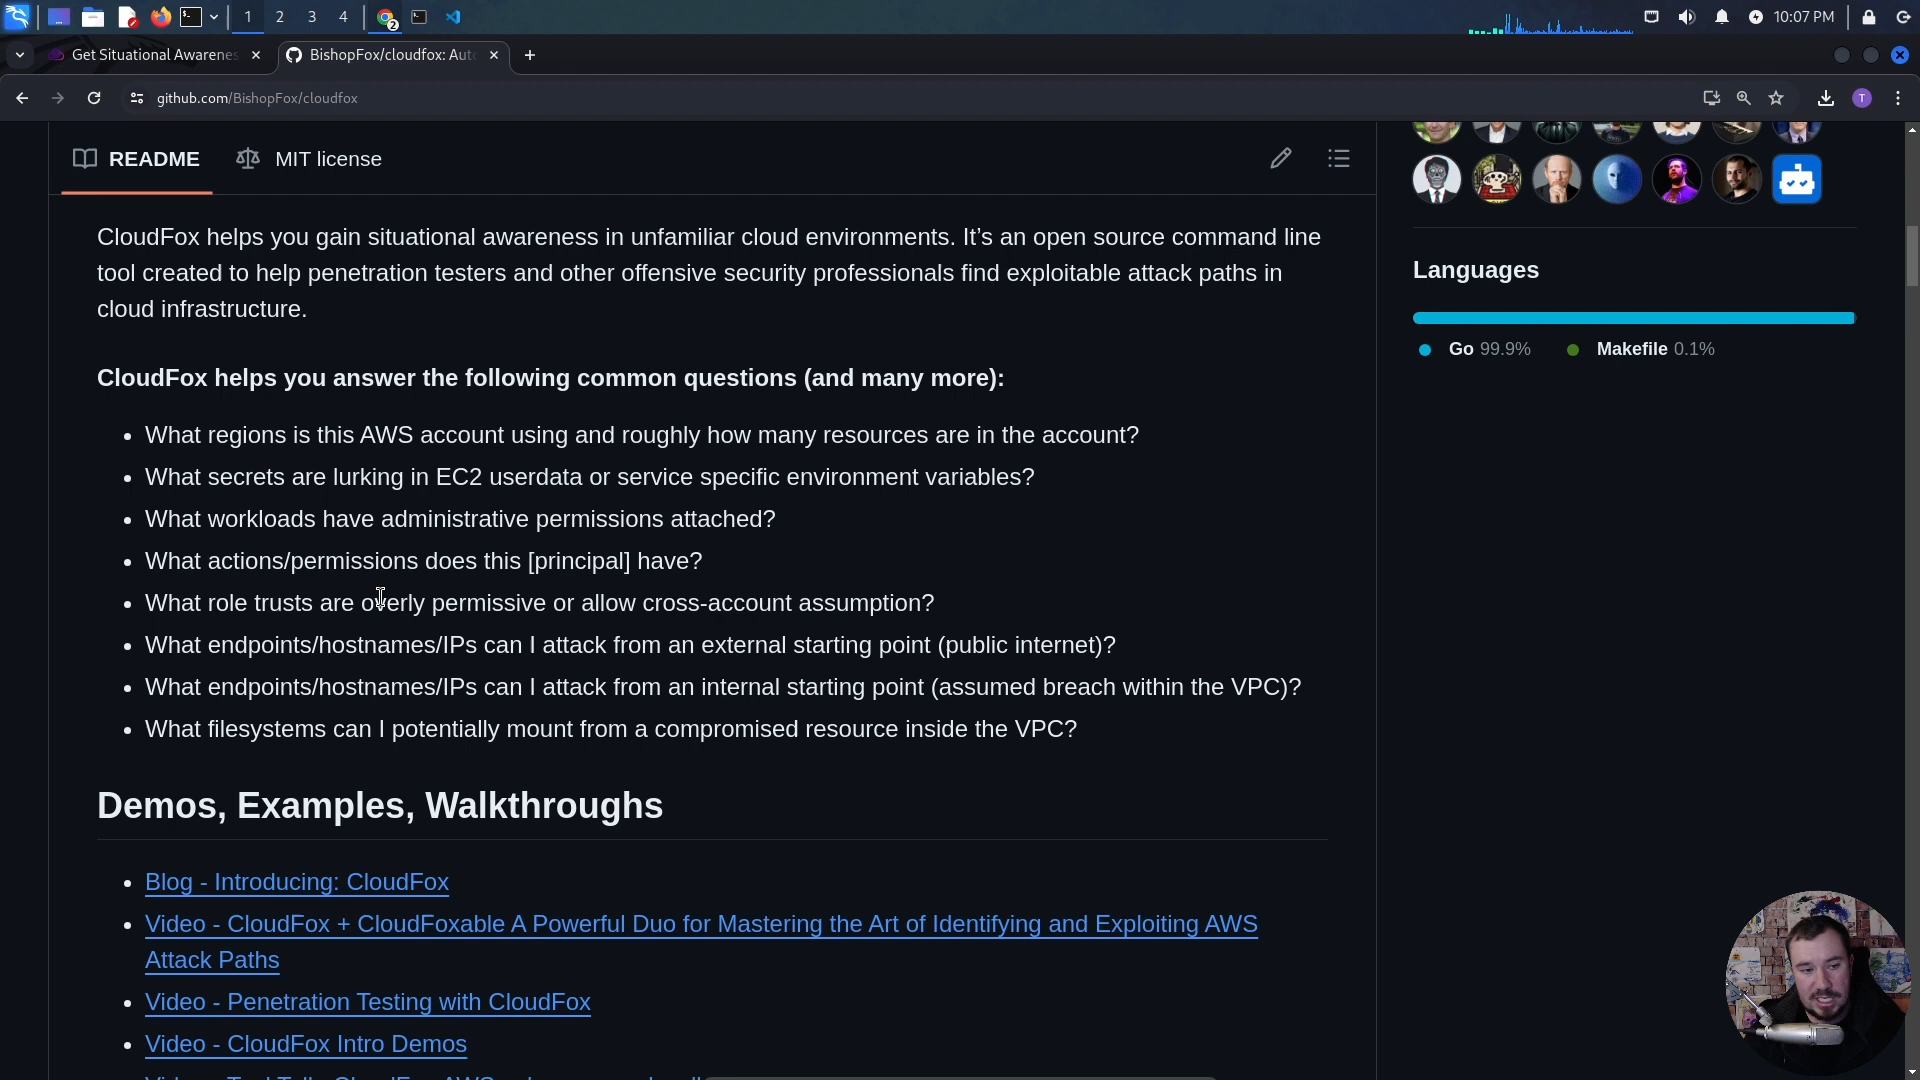 1 2 3 4
2
10:07 PM
Get Situational Awarenes
BishopFox/cloudfox: Aut
github.com/BishopFox/cloudfox
T
README
MIT license
CloudFox helps you gain situational awareness in unfamiliar cloud environments. It’s an open source command line
tool created to help penetration testers and other offensive security professionals find exploitable attack paths in
cloud infrastructure.
CloudFox helps you answer the following common questions (and many more):
What regions is this AWS account using and roughly how many resources are in the account?
What secrets are lurking in EC2 userdata or service specific environment variables?
What workloads have administrative permissions attached?
What actions/permissions does this [principal] have?
What role trusts are overly permissive or allow cross-account assumption?
What endpoints/hostnames/IPs can I attack from an external starting point (public internet)?
What endpoints/hostnames/IPs can I attack from an internal starting point (assumed breach within the VPC)?
What filesystems can I potentially mount from a compromised resource inside the VPC?
Demos, Examples, Walkthroughs
Blog - Introducing: CloudFox
Video - CloudFox + CloudFoxable A Powerful Duo for Mastering the Art of Identifying and Exploiting AWS
Attack Paths
Video - Penetration Testing with CloudFox
Video - CloudFox Intro Demos
Languages
Go 99.9%
Makefile 0.1%